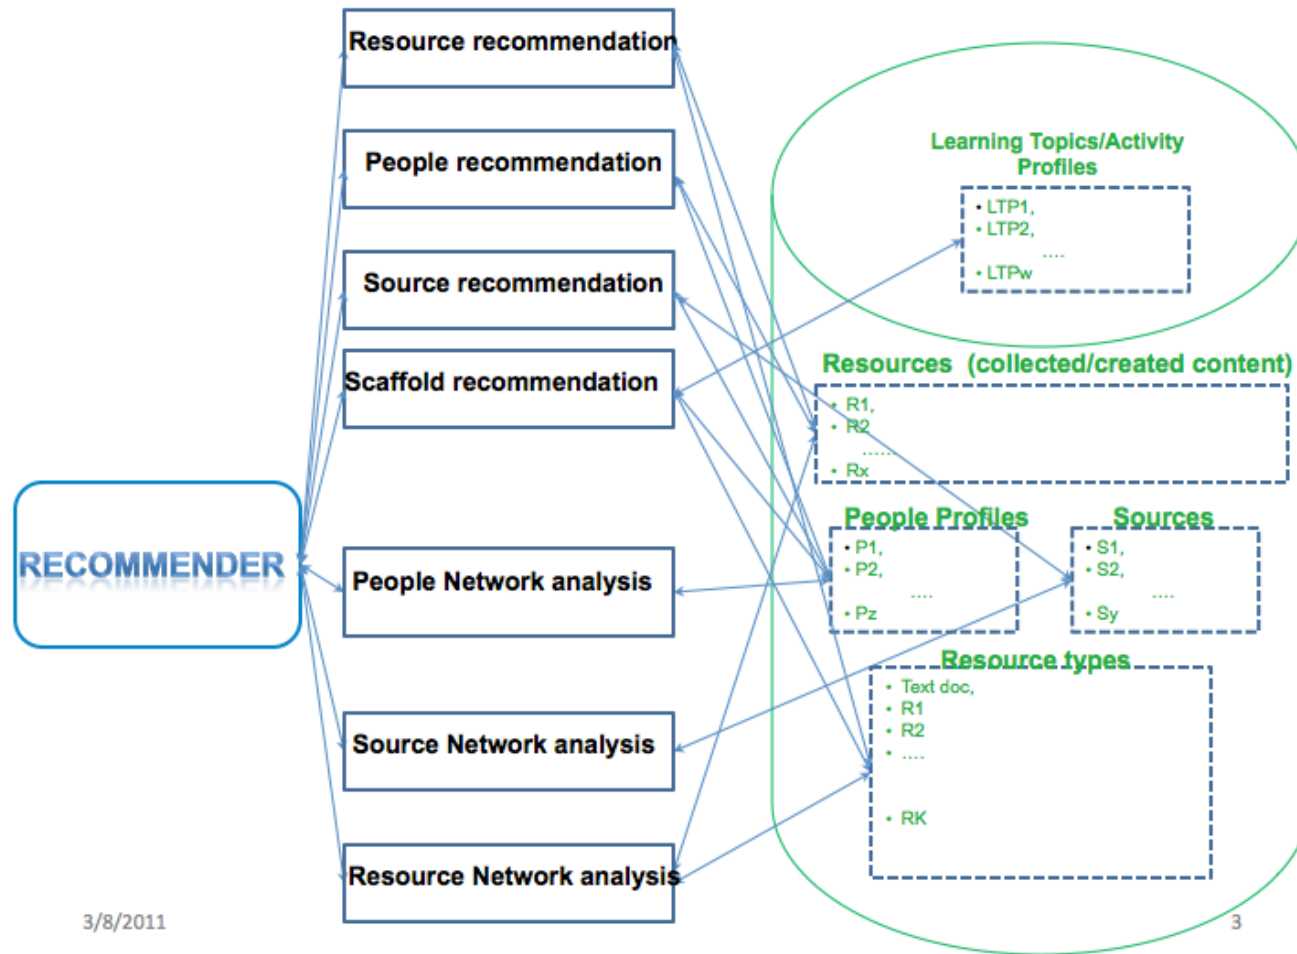 Resource recommendation
People recommendation
Source recommendation
Scaffold recommendation
RECOMMENDER
People Network analysis
Source Network analysis
Resource Network analysis
Learning Topics/Activity
Profiles
• LTP1,
• LTP2,
....
• LTPw
Resources (collected/created content)
• R1,
• R2
......
• Rx
People Profiles
• P1,
• P2,
....
• Pz
Sources
• S1,
• S2,
....
• Sy
Resource types
• Text doc,
• R1
• R2
• ....
• RK
3/8/2011
3